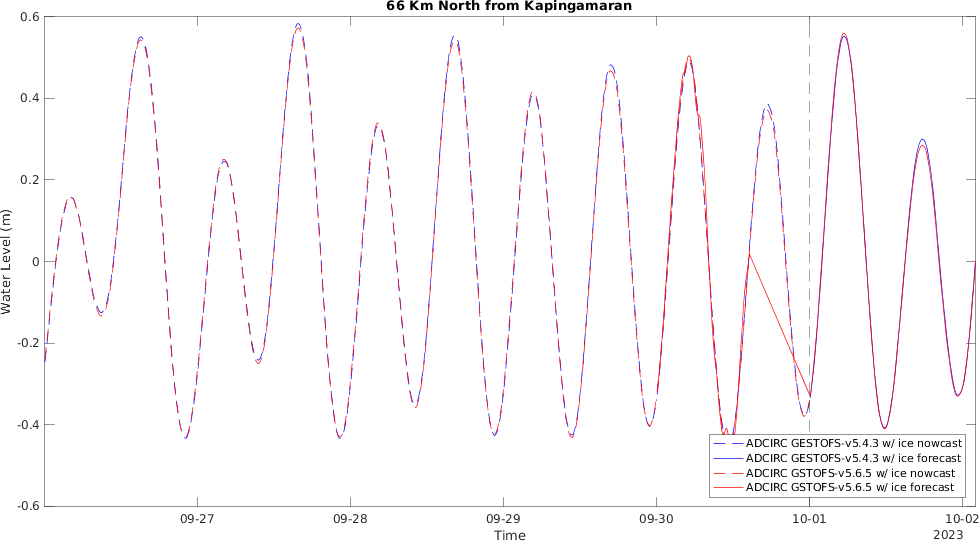 66 Km North from Kapingamaran
Water Level (m)
0.6
0.4
0.2
0
-0.2
-0.4
-0.6
09-27
09-28
09-29
09-30
10-01
10-02
2023
Time
ADCIRC GESTOFS-v5.4.3 w/ ice nowcast
ADCIRC GESTOFS-v5.4.3 w/ ice forecast
ADCIRC GSTOFS-v5.6.5 w/ ice nowcast
ADCIRC GSTOFS-v5.6.5 w/ ice forecast